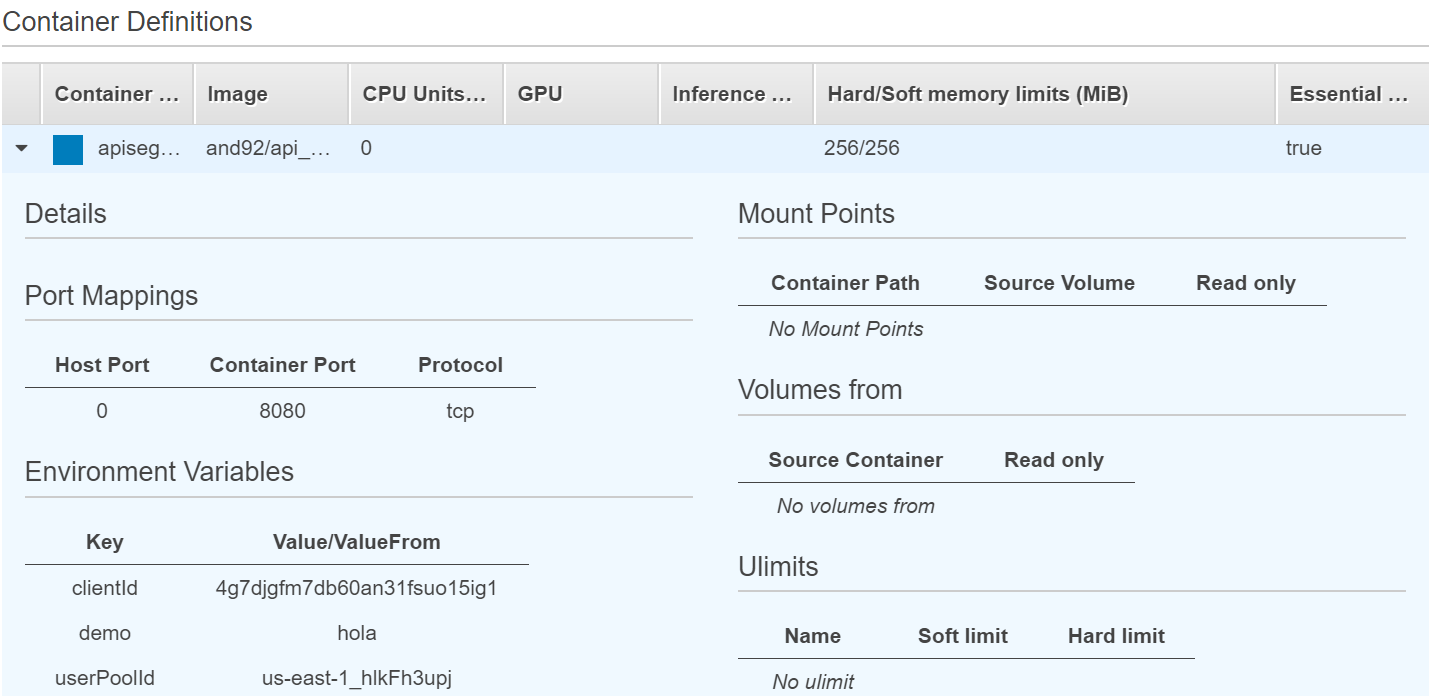 Container Definitions
Container ... Image CPU Units... GPU Inference ... Hard/Soft memory limits (MiB) Essential ...
apiseg... and92/api_... 0 256/256 true
Details
Port Mappings
Host Port Container Port Protocol
0 8080 tcp
Environment Variables
Key Value/ValueFrom
clientId 4g7djgfm7db60an31fsuo15ig1
demo hola
userPoolId us-east-1_hlkFh3upj
Mount Points
Container Path Source Volume Read only
No Mount Points
Volumes from
Source Container Read only
No volumes from
Ulimits
Name Soft limit Hard limit
No ulimit